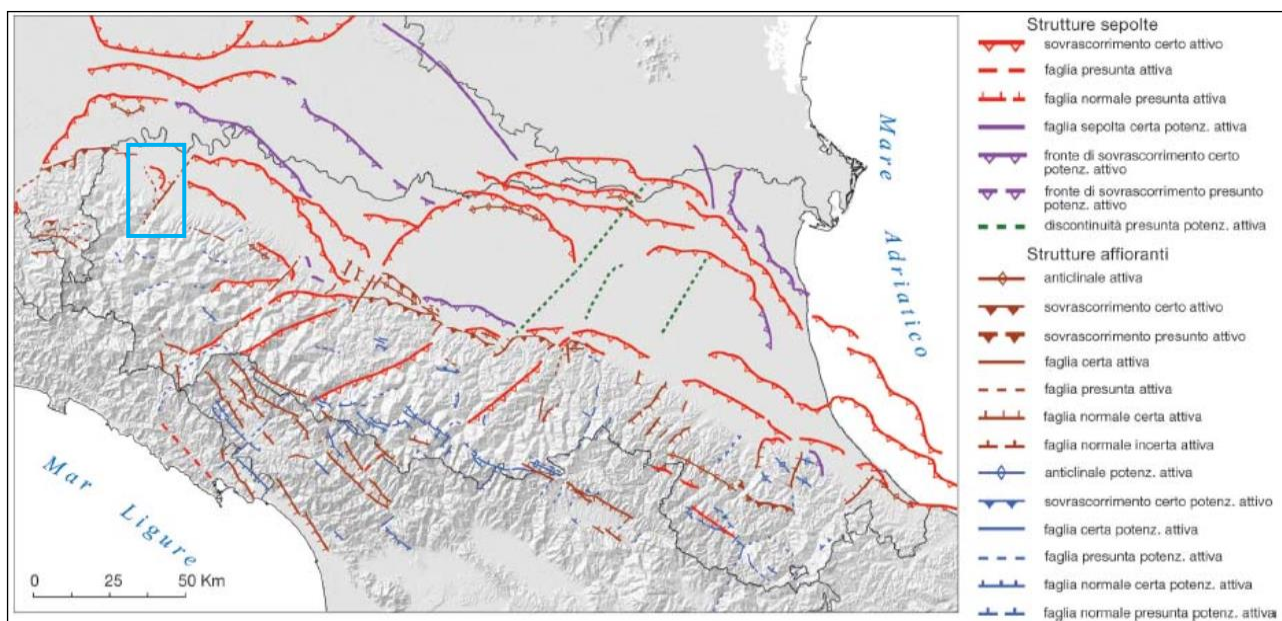 Strutture sepolte
sovrascorrimento certo attivo
faglia presunta attiva
faglia normale presunta attiva
faglia sepolta certa potenz. attiva
fronte di sovrascorrimento certo
potenz. attivo
fronte di sovrascorrimento presunto
potenz. attivo
discontinuità presunta potenz. attiva
Strutture affioranti
anticlinale attiva
sovrascorrimento certo attivo
sovrascorrimento presunto attivo
faglia certa attiva
faglia presunta attiva
faglia normale certa attiva
faglia normale incerta attiva
anticlinale potenz. attiva
sovrascorrimento certo potenz. attivo
faglia certa potenz. attiva
faglia presunta potenz. attiva
faglia normale certa potenz. attiva
faglia normale presunta potenz. attiva
Mare
Adriatico
Mar
Ligure
0 25 50 Km